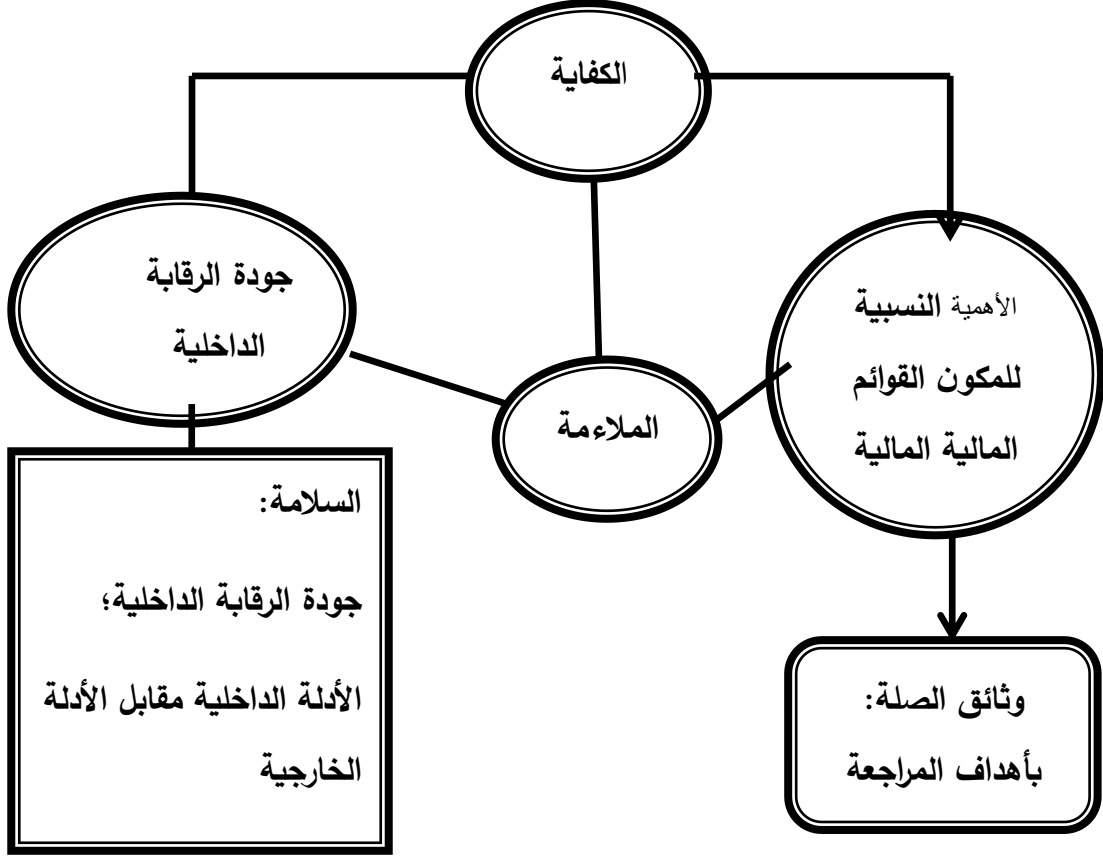 الكفاية
جودة الرقابة
الداخلية
الأهمية النسبية
للمكون القوائم
المالية المالية
الملاءمة
السلامة:
جودة الرقابة الداخلية؛
الأدلة الداخلية مقابل الأدلة
الخارجية
وثائق الصلة:
بأهداف المراجعة